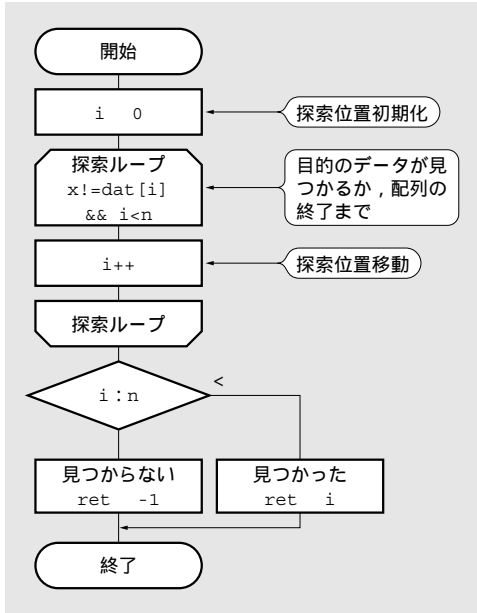 開始
i 0
探索位置初期化
探索ループ
x!=dat[i]
&& i<n
目的のデータが見
つかるか，配列の
終了まで
i++
探索位置移動
探索ループ
i：n
<
見つからない
ret -1
見つかった
ret i
終了